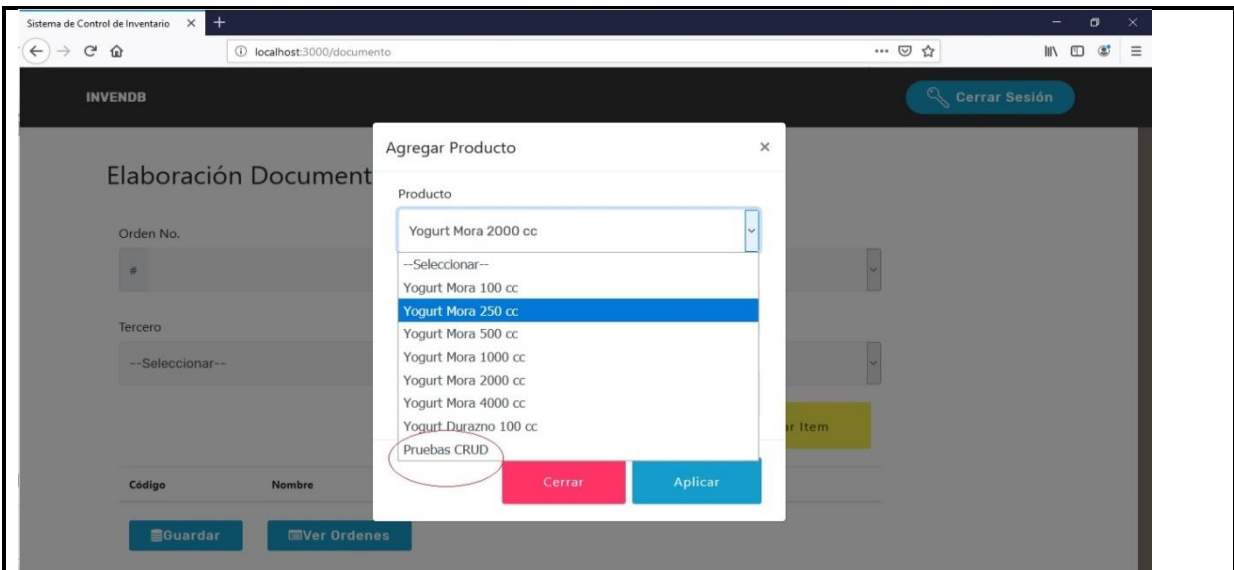 Sistema de Control de Inventario
localhost:3000/documento
INVENDB
Cerrar Sesión
Agregar Producto
Elaboración Document
Producto
Yogurt Mora 2000 cc
Orden No.
#
--Seleccionar--
Yogurt Mora 100 cc
Yogurt Mora 250 cc
Yogurt Mora 500 cc
Yogurt Mora 1000 cc
Yogurt Mora 2000 cc
Yogurt Mora 4000 cc
Yogurt Durazno 100 cc
Pruebas CRUD
Tercero
--Seleccionar--
ar Item
Cerrar
Aplicar
Código
Nombre
Guardar
Ver Ordenes